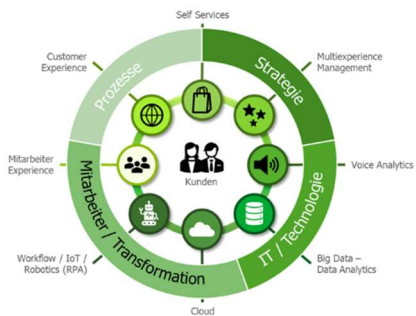 Self Services
Customer
Experience
Multiexperience
Management
Prozesse
Strategie
Mitarbeiter
Experience
Kunden
Voice Analytics
Mitarbeiter / Transformation
IT / Technologie
Workflow / IoT /
Robotics (RPA)
Big Data –
Data Analytics
Cloud